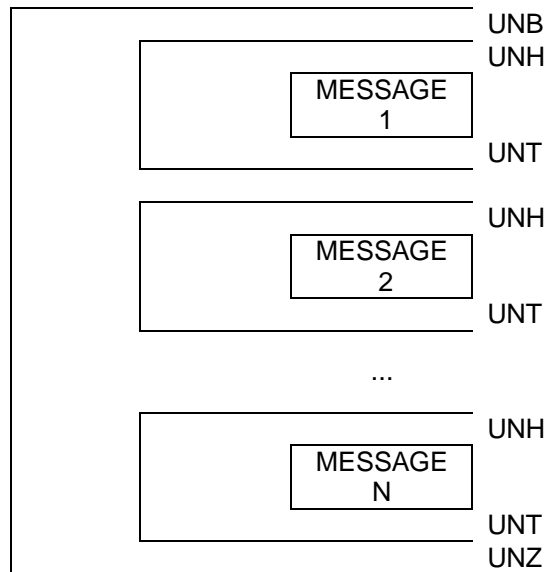 UNB
UNH
MESSAGE
1
UNT
UNH
MESSAGE
2
UNT
...
UNH
MESSAGE
N
UNT
UNZ